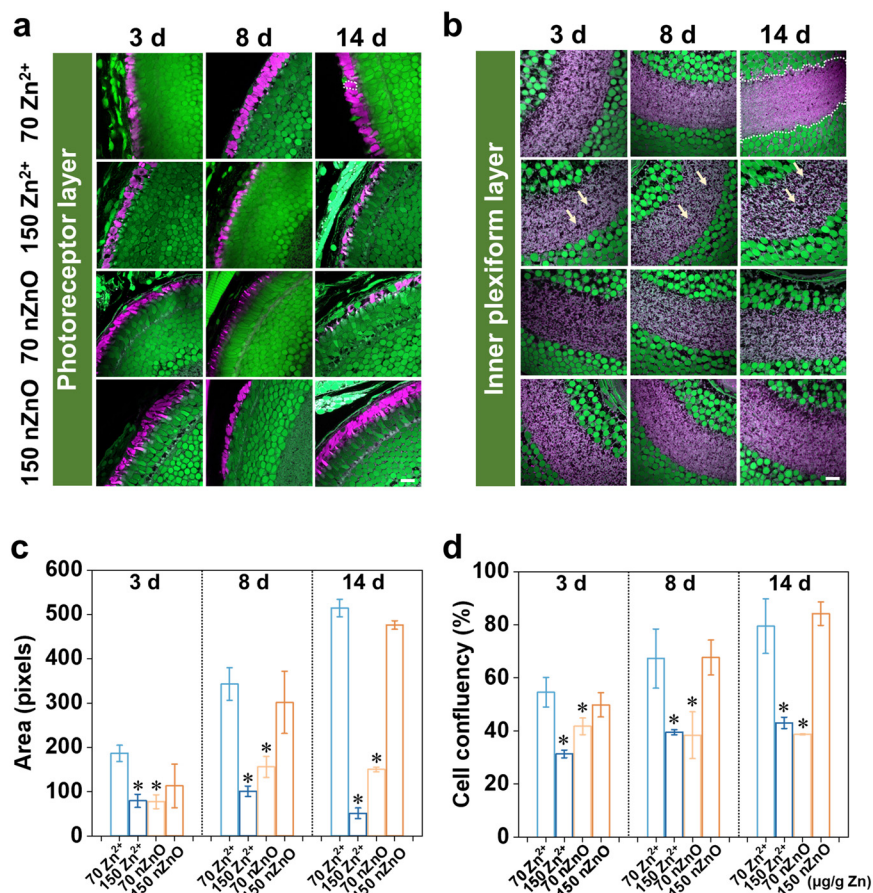 a
3 d 8 d 14 d
Photoreceptor layer
70 Zn²⁺
150 Zn²⁺
70 nZnO
150 nZnO
b
3 d 8 d 14 d
Inner plexiform layer
c
Area (pixels)
600
500
400
300
200
100
0
3 d 8 d 14 d
* *
* *
* *
70 Zn²⁺ 150 Zn²⁺ 70 nZnO 150 nZnO 70 Zn²⁺ 150 Zn²⁺ 70 nZnO 150 nZnO 70 Zn²⁺ 150 Zn²⁺ 70 nZnO 150 nZnO
d
Cell confluency (%)
100
80
60
40
20
0
3 d 8 d 14 d
* *
* *
* *
70 Zn²⁺ 150 Zn²⁺ 70 nZnO 150 nZnO 70 Zn²⁺ 150 Zn²⁺ 70 nZnO 150 nZnO 70 Zn²⁺ 150 Zn²⁺ 70 nZnO 150 nZnO (μg/g Zn)